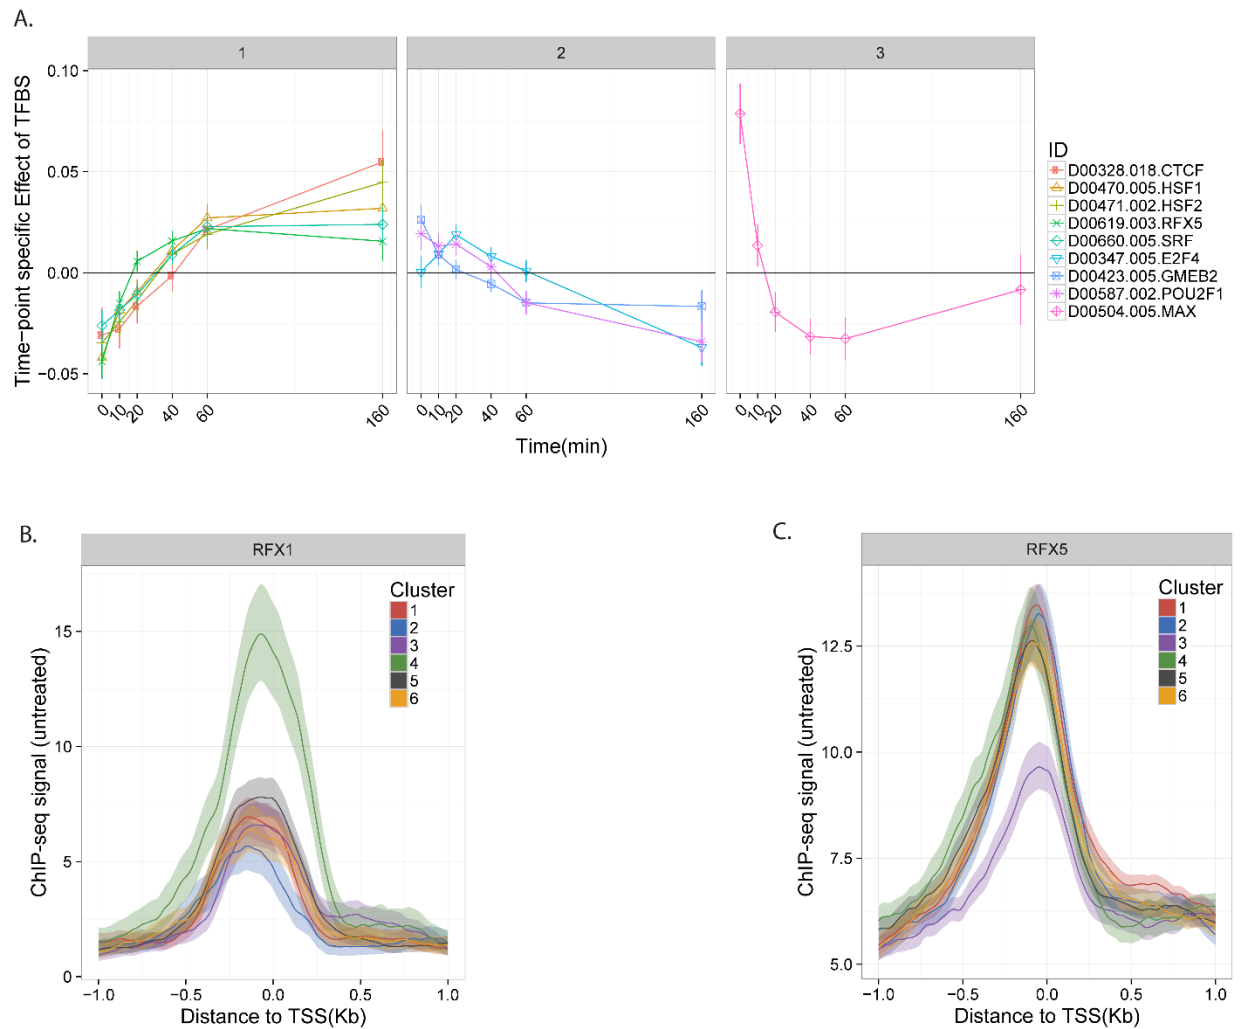 A.
1
2
3
Time-point specific Effect of TFBS
0.10
0.05
0.00
−0.05
0 10 20 40 60 160
0 10 20 40 60 160
0 10 20 40 60 160
Time(min)
ID
D00328.018.CTCF
D00470.005.HSF1
D00471.002.HSF2
D00619.003.RFX5
D00660.005.SRF
D00347.005.E2F4
D00423.005.GMEB2
D00587.002.POU2F1
D00504.005.MAX
B.
RFX1
ChIP-seq signal (untreated)
15
10
5
0
Cluster
1
2
3
4
5
6
−1.0 −0.5 0.0 0.5 1.0
Distance to TSS(Kb)
C.
RFX5
ChIP-seq signal (untreated)
12.5
10.0
7.5
5.0
Cluster
1
2
3
4
5
6
−1.0 −0.5 0.0 0.5 1.0
Distance to TSS(Kb)